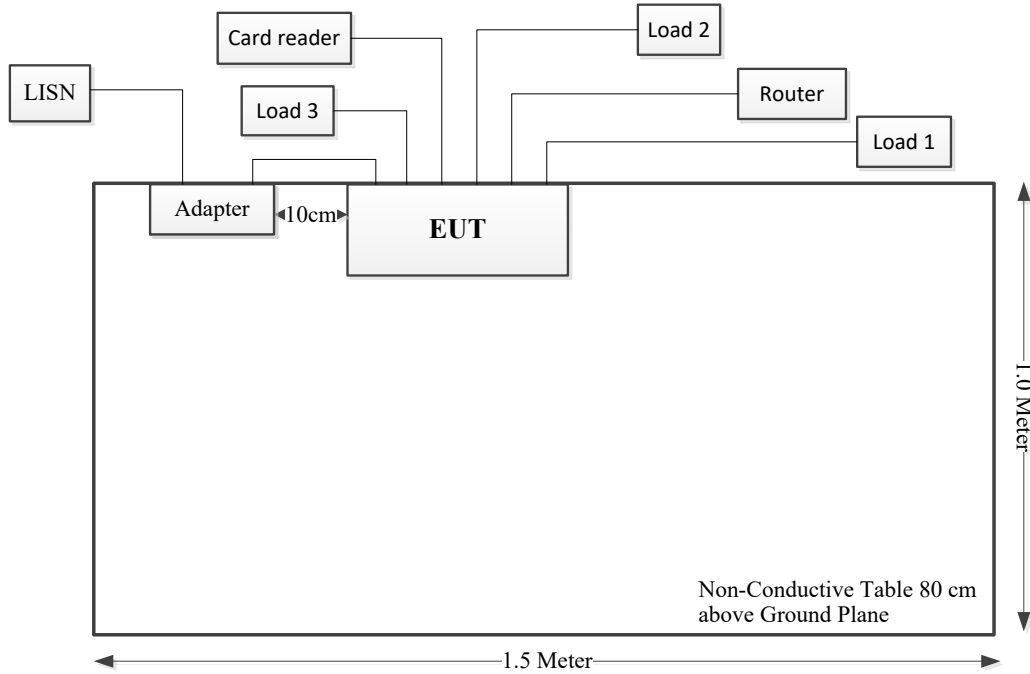 Load 2
Card reader
LISN
Router
Load 3
Load 1
Adapter
10cm
EUT
1.0 Meter
Non-Conductive Table 80 cm
above Ground Plane
1.5 Meter